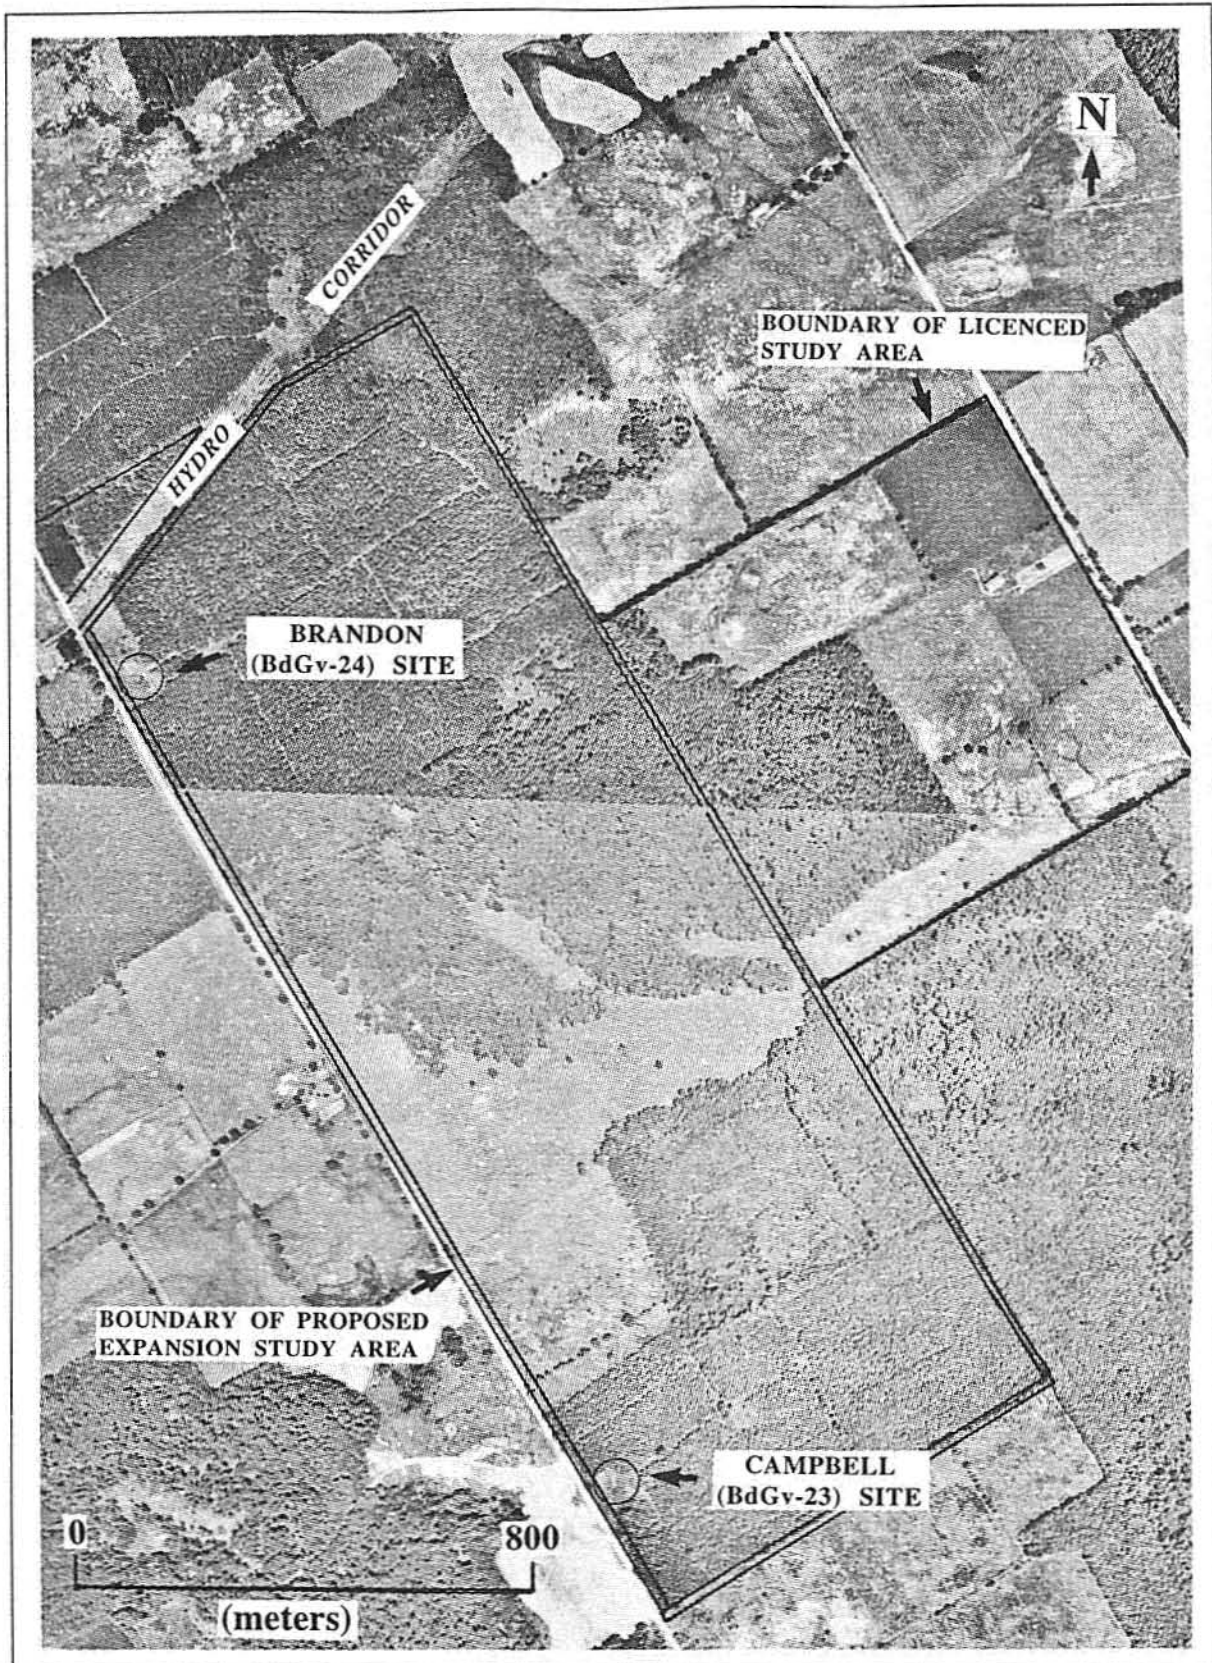 N
CORRIDOR
BOUNDARY OF LICENCED
STUDY AREA
HYDRO
BRANDON
(BdGv-24) SITE
BOUNDARY OF PROPOSED
EXPANSION STUDY AREA
CAMPBELL
(BdGv-23) SITE
0 800
(meters)